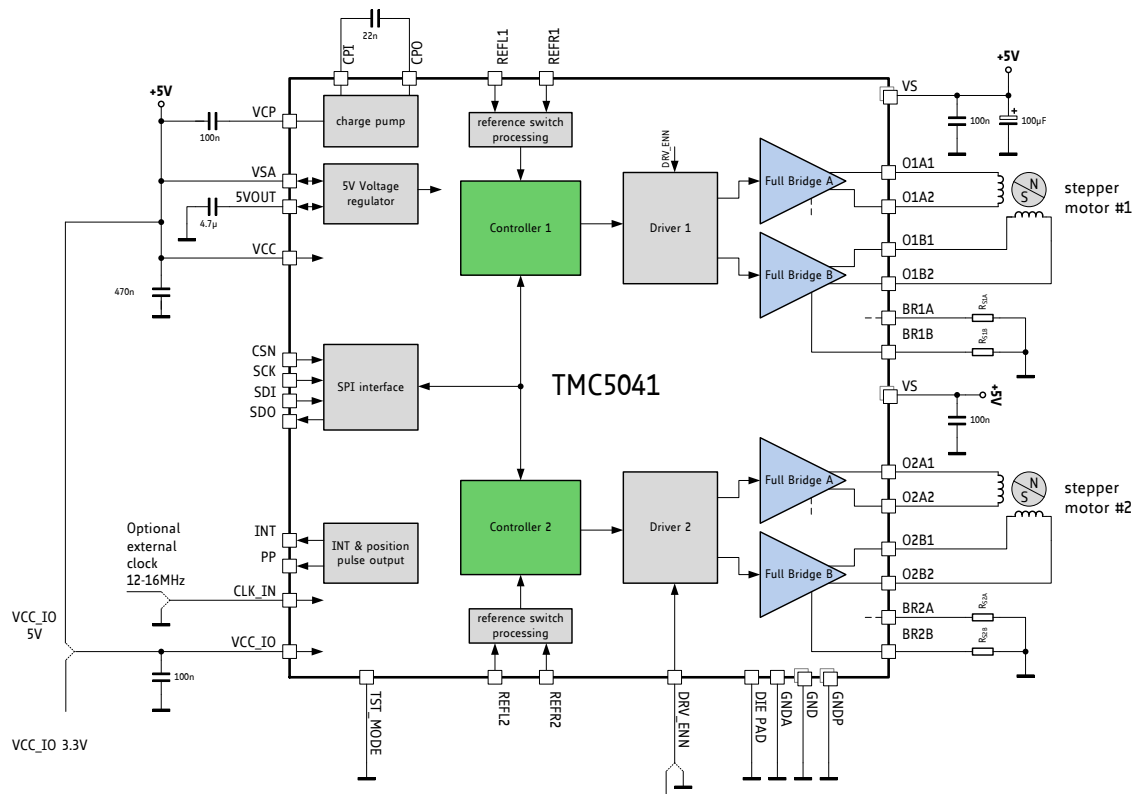 22n
CPI
CPO
REFL1
REFR1
+5V
+5V
VS
VCP
charge pump
100n
reference switch
processing
100n
+
100µF
DRV_ENN
VSA
5VOUT
5V Voltage
regulator
4.7µ
Full Bridge A
O1A1
O1A2
N
S
stepper
motor #1
Controller 1
Driver 1
VCC
Full Bridge B
O1B1
O1B2
470n
BR1A
RS1A
BR1B
RS1B
CSN
SCK
SDI
SDO
SPI interface
TMC5041
VS
+5V
100n
Full Bridge A
O2A1
O2A2
N
S
stepper
motor #2
Controller 2
Driver 2
INT
PP
INT & position
pulse output
Full Bridge B
O2B1
O2B2
Optional
external
clock
12-16MHz
CLK_IN
reference switch
processing
BR2A
RS2A
BR2B
RS2B
VCC_IO
5V
VCC_IO
100n
VCC_IO 3.3V
TST_MODE
REFL2
REFR2
DRV_ENN
DIE PAD
GNDA
GND
GNDP